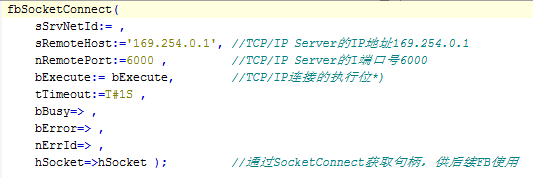 fbSocketConnect(
sSrvNetId:= ,
sRemoteHost:='169.254.0.1', //TCP/IP Server的IP地址169.254.0.1
nRemotePort:=6000 , //TCP/IP Server的I端口号6000
bExecute:= bExecute, //TCP/IP连接的执行位*)
tTimeout:=T#1S ,
bBusy=> ,
bError=> ,
nErrId=> ,
hSocket=>hSocket ); //通过SocketConnect获取句柄，供后续FB使用